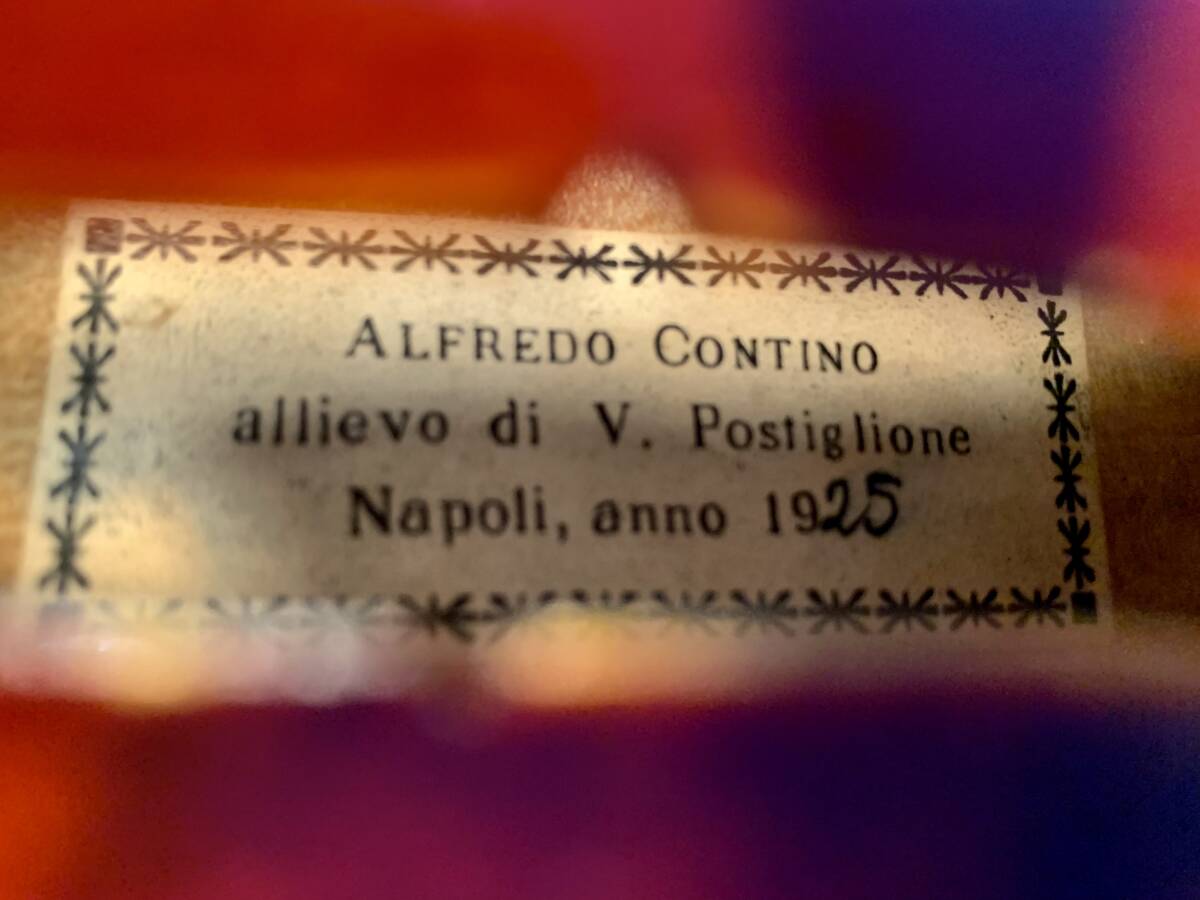 ALFREDO CONTINO
allievo di V. Postiglione
Napoli, anno 1925